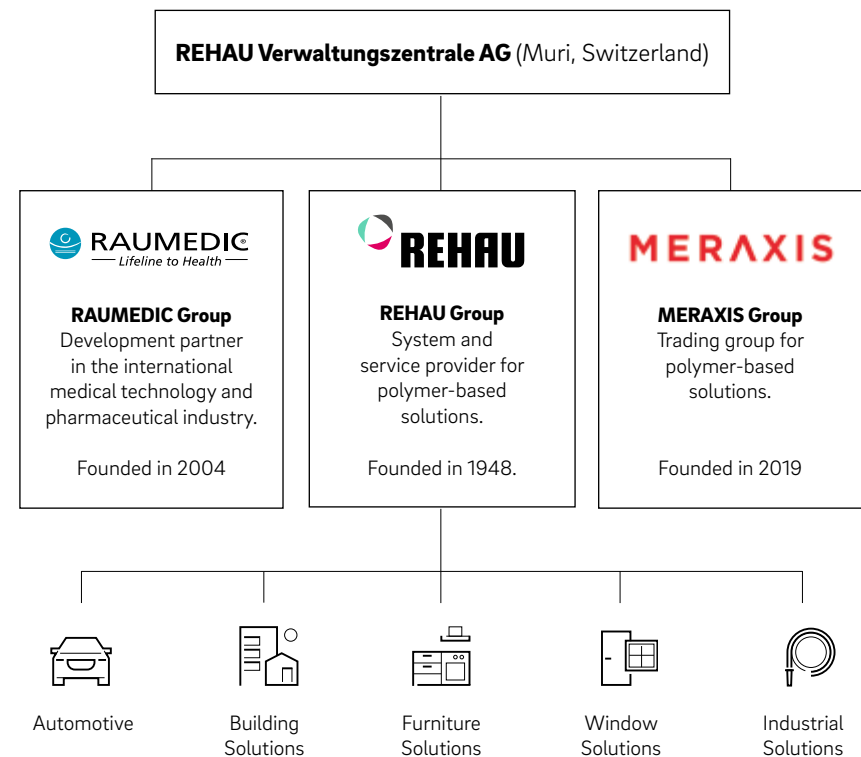 REHAU Verwaltungszentrale AG (Muri, Switzerland)
RAUMEDIC®
Lifeline to Health
RAUMEDIC Group
Development partner
in the international
medical technology and
pharmaceutical industry.
Founded in 2004
REHAU
REHAU Group
System and
service provider for
polymer-based
solutions.
Founded in 1948.
MERAXIS
MERAXIS Group
Trading group for
polymer-based
solutions.
Founded in 2019
Automotive
Building
Solutions
Furniture
Solutions
Window
Solutions
Industrial
Solutions